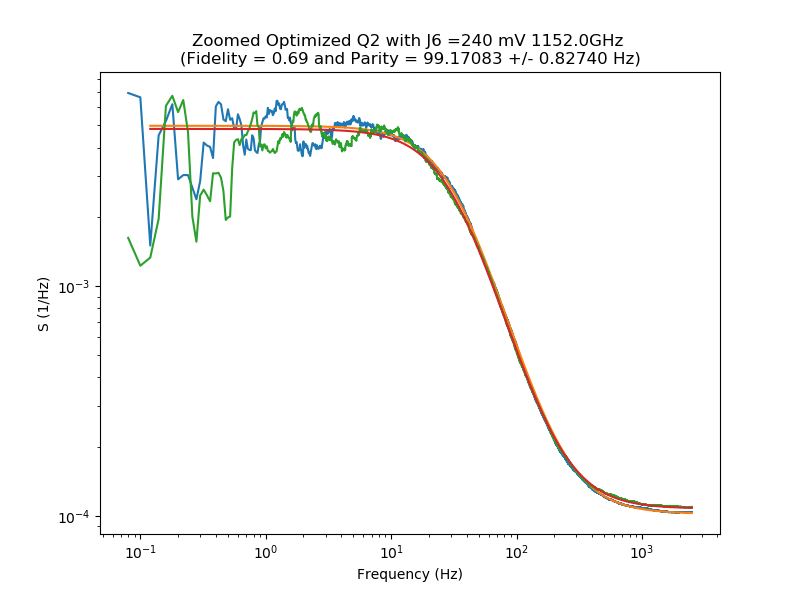 Zoomed Optimized Q2 with J6 =240 mV 1152.0GHz
(Fidelity = 0.69 and Parity = 99.17083 +/- 0.82740 Hz)
S (1/Hz)
10⁻³
10⁻⁴
10⁻¹ 10⁰ 10¹ 10² 10³
Frequency (Hz)